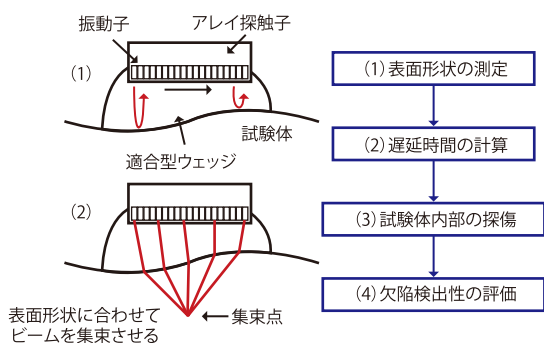 振動子
アレイ探触子
(1)
試験体
適合型ウェッジ
(2)
表面形状に合わせて
ビームを集束させる
集束点
(1)表面形状の測定
(2)遅延時間の計算
(3)試験体内部の探傷
(4)欠陥検出性の評価